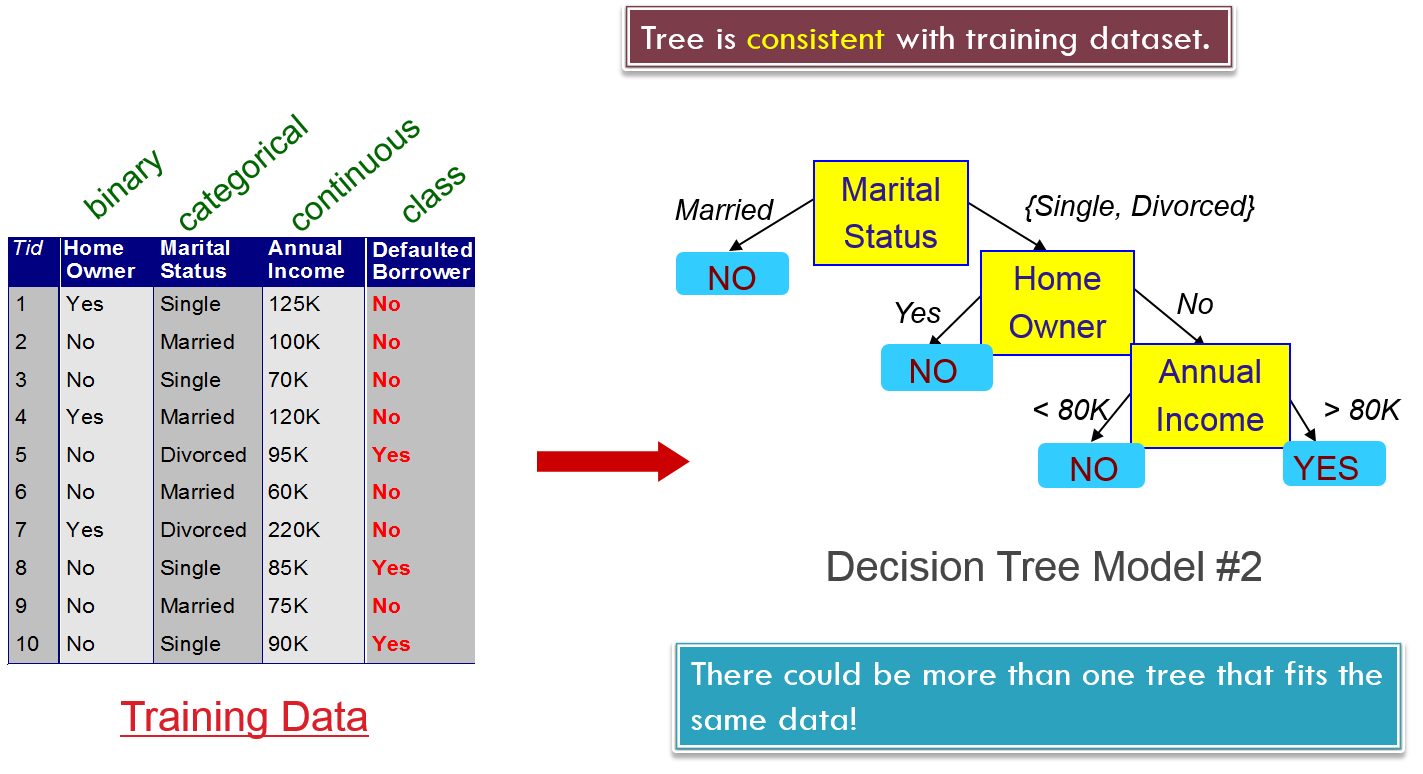 Tree is consistent with training dataset.
binary
categorical
continuous
class
Tid Home Owner Marital Status Annual Income Defaulted Borrower
1 Yes Single 125K No
2 No Married 100K No
3 No Single 70K No
4 Yes Married 120K No
5 No Divorced 95K Yes
6 No Married 60K No
7 Yes Divorced 220K No
8 No Single 85K Yes
9 No Married 75K No
10 No Single 90K Yes
Training Data
Marital
Status
Married
{Single, Divorced}
NO
Home
Owner
Yes
No
NO
Annual
Income
< 80K
> 80K
NO
YES
Decision Tree Model #2
There could be more than one tree that fits the
same data!